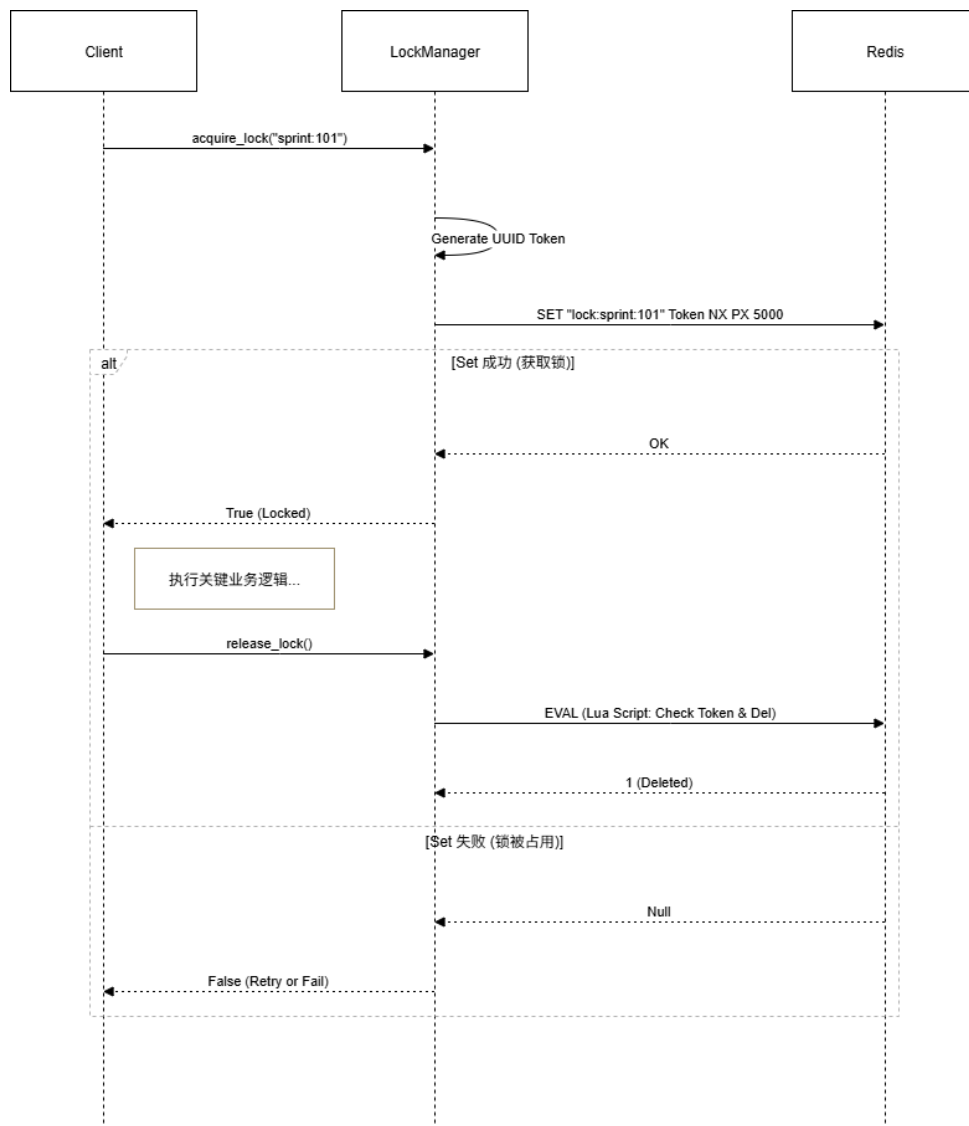 Client
LockManager
Redis
acquire_lock("sprint:101")
Generate UUID Token
SET "lock:sprint:101" Token NX PX 5000
alt
[Set 成功 (获取锁)]
OK
True (Locked)
执行关键业务逻辑...
release_lock()
EVAL (Lua Script: Check Token & Del)
1 (Deleted)
[Set 失败 (锁被占用)]
Null
False (Retry or Fail)